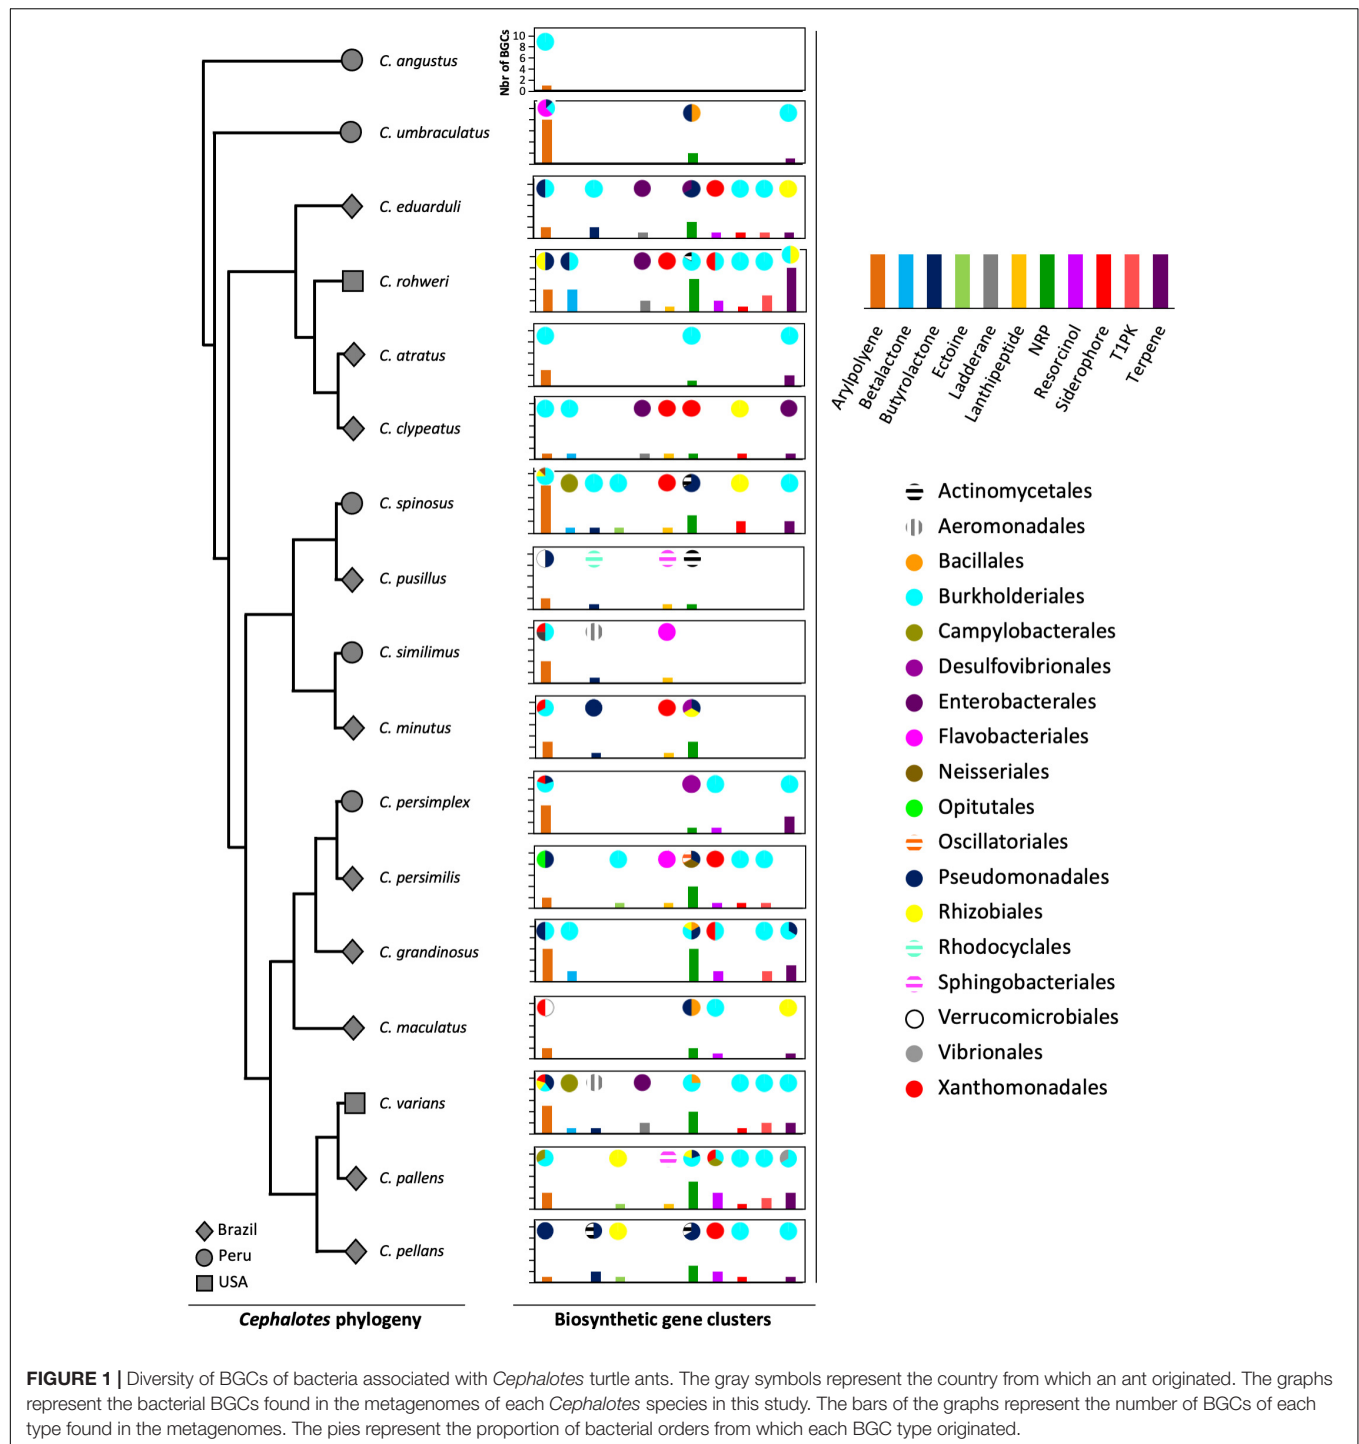 Nbr of BGCs
10
8
6
4
2
0
C. angustus
C. umbraculatus
C. eduarduli
C. rohweri
C. atratus
C. clypeatus
C. spinosus
C. pusillus
C. similimus
C. minutus
C. persimplex
C. persimilis
C. grandinosus
C. maculatus
C. varians
C. pallens
C. pellans
Brazil
Peru
USA
Cephalotes phylogeny
Biosynthetic gene clusters
Arylpolyene
Betalactone
Butyrolactone
Ectoine
Ladderane
Lanthipeptide
NRP
Resorcinol
Siderophore
T1PK
Terpene
Actinomycetales
Aeromonadales
Bacillales
Burkholderiales
Campylobacterales
Desulfovibrionales
Enterobacterales
Flavobacteriales
Neisseriales
Opitutales
Oscillatoriales
Pseudomonadales
Rhizobiales
Rhodocyclales
Sphingobacteriales
Verrucomicrobiales
Vibrionales
Xanthomonadales
FIGURE 1 | Diversity of BGCs of bacteria associated with Cephalotes turtle ants. The gray symbols represent the country from which an ant originated. The graphs
represent the bacterial BGCs found in the metagenomes of each Cephalotes species in this study. The bars of the graphs represent the number of BGCs of each
type found in the metagenomes. The pies represent the proportion of bacterial orders from which each BGC type originated.